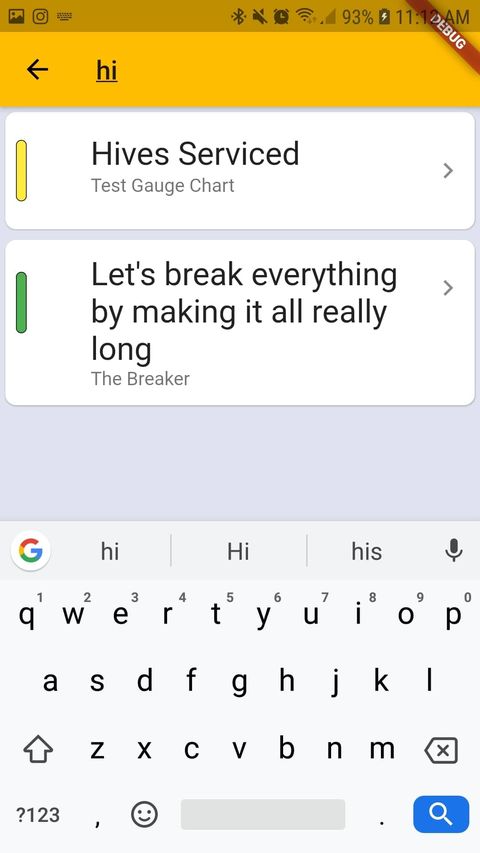 93% 11:12 AM
DEBUG
hi
Hives Serviced
Test Gauge Chart
Let's break everything
by making it all really
long
The Breaker
G hi Hi his
1 2 3 4 5 6 7 8 9 0
q w e r t y u i o p
a s d f g h j k l
z x c v b n m
?123 , .